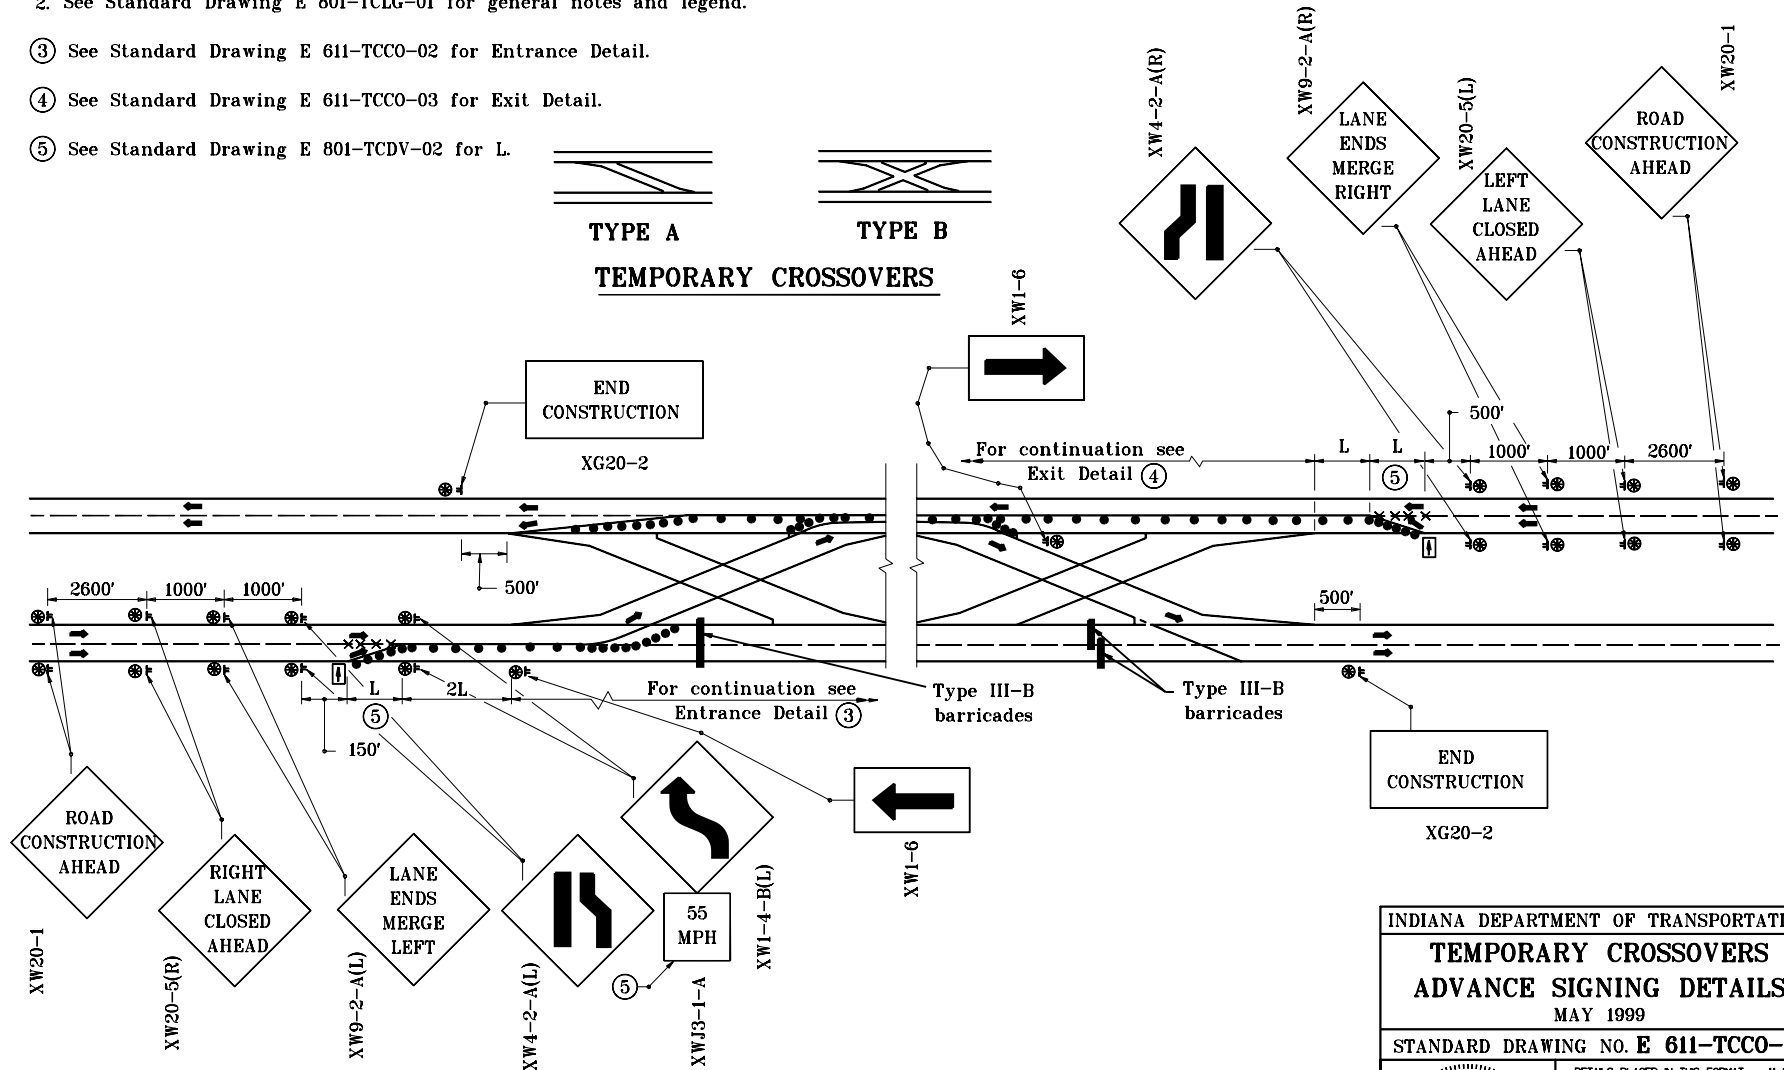 2. See Standard Drawing E 801-TCLG-01 for general notes and legend.
3 See Standard Drawing E 611-TCCO-02 for Entrance Detail.
4 See Standard Drawing E 611-TCCO-03 for Exit Detail.
5 See Standard Drawing E 801-TCDV-02 for L.
TYPE A
TYPE B
TEMPORARY CROSSOVERS
XW4-2-A(R)
XW9-2-A(R)
LANE
ENDS
MERGE
RIGHT
XW20-5(L)
LEFT
LANE
CLOSED
AHEAD
XW20-1
ROAD
CONSTRUCTION
AHEAD
XW1-6
END
CONSTRUCTION
XG20-2
For continuation see
Exit Detail 4
L
L
5
500'
1000'
1000'
2600'
500'
2600'
1000'
1000'
500'
L
5
2L
150'
For continuation see
Entrance Detail 3
Type III-B
barricades
Type III-B
barricades
END
CONSTRUCTION
XG20-2
ROAD
CONSTRUCTION
AHEAD
XW20-1
RIGHT
LANE
CLOSED
AHEAD
XW20-5(R)
LANE
ENDS
MERGE
LEFT
XW9-2-A(L)
XW4-2-A(L)
55
MPH
5
XWJ3-1-A
XW1-4-B(L)
XW1-6
INDIANA DEPARTMENT OF TRANSPORTATI
TEMPORARY CROSSOVERS
ADVANCE SIGNING DETAILS
MAY 1999
STANDARD DRAWING NO. E 611-TCCO-